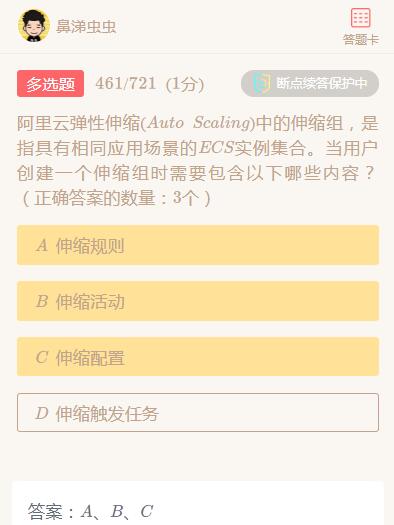 鼻涕虫虫
答题卡
多选题 461/721 (1分) 断点续答保护中
阿里云弹性伸缩(Auto Scaling)中的伸缩组，是
指具有相同应用场景的ECS实例集合。当用户
创建一个伸缩组时需要包含以下哪些内容？
（正确答案的数量：3个）
A 伸缩规则
B 伸缩活动
C 伸缩配置
D 伸缩触发任务
答案：A、B、C